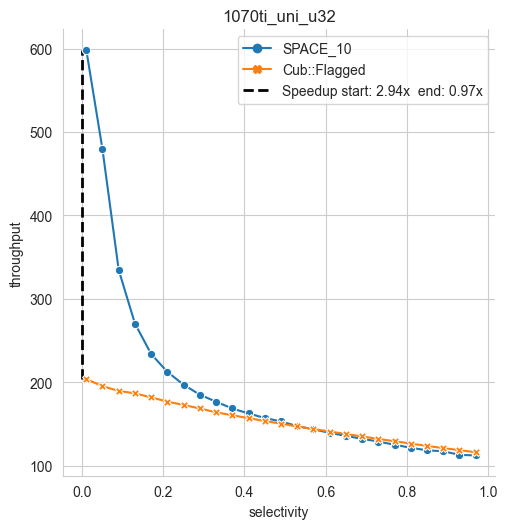 1070ti_uni_u32
SPACE_10
Cub::Flagged
Speedup start: 2.94x end: 0.97x
throughput
600
500
400
300
200
100
0.0 0.2 0.4 0.6 0.8 1.0
selectivity